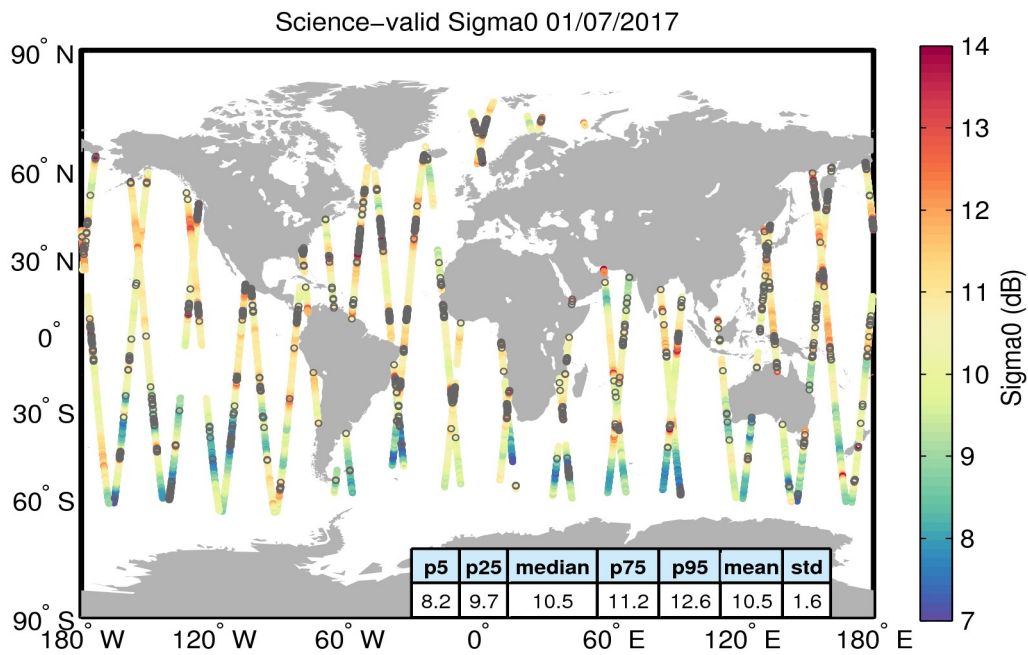 Science−valid Sigma0 01/07/2017
90° N
60° N
30° N
0°
30° S
60° S
90° S
180° W
120° W
60° W
0°
60° E
120° E
180° E
p5 p25 median p75 p95 mean std
8.2 9.7 10.5 11.2 12.6 10.5 1.6
14
13
12
11
10
9
8
7
Sigma0 (dB)